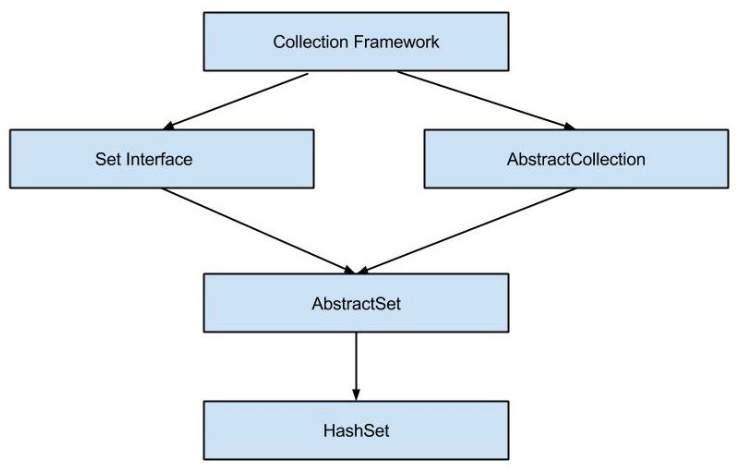 Collection Framework
Set Interface
AbstractCollection
AbstractSet
HashSet